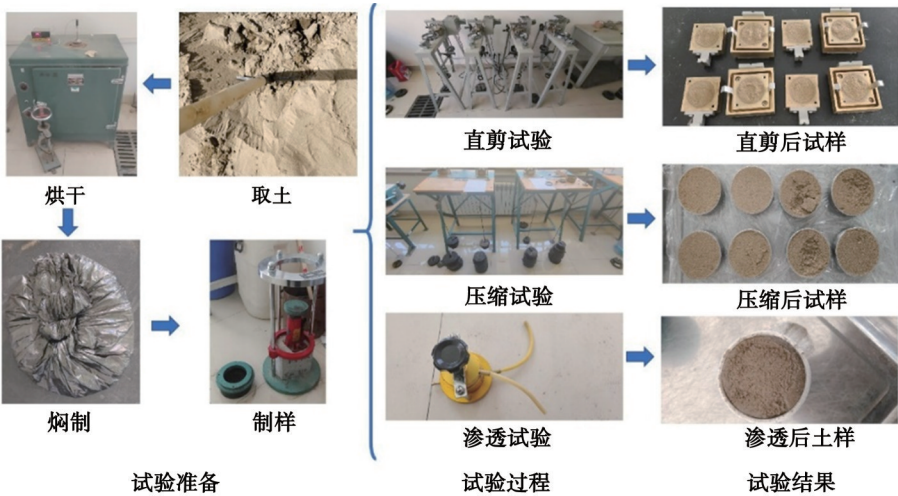 直剪试验
直剪后试样
烘干
取土
压缩试验
压缩后试样
焖制
制样
渗透试验
渗透后土样
试验准备
试验过程
试验结果